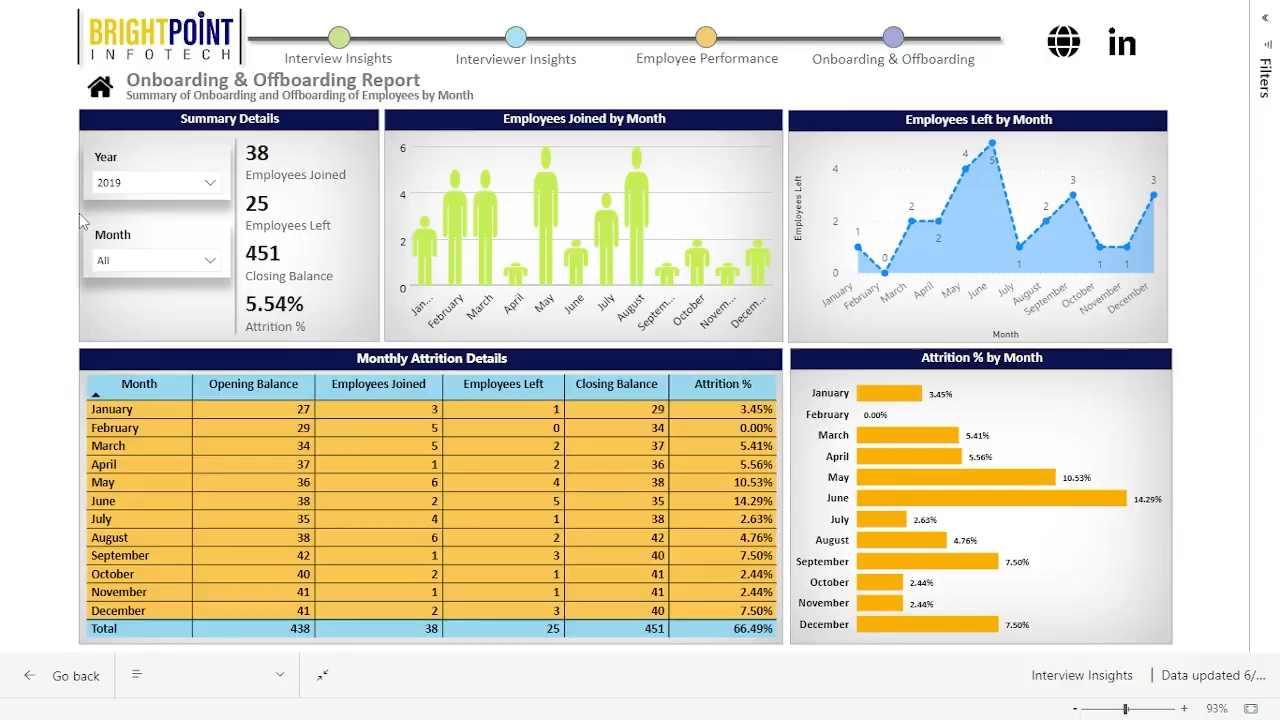 BRIGHTPOINT
INFOTECH
Interview Insights
Interviewer Insights
Employee Performance
Onboarding & Offboarding
in
Filters
Onboarding & Offboarding Report
Summary of Onboarding and Offboarding of Employees by Month
Summary Details
Year
2019
Month
All
38
Employees Joined
25
Employees Left
451
Closing Balance
5.54%
Attrition %
Employees Joined by Month
6
4
2
0
Jan...
February
March
April
May
June
July
August
Septem...
October
Novem...
Decem...
Employees Left by Month
Employees Left
4
2
0
1
0
2
2
4
5
1
2
3
1
1
3
January
February
March
April
May
June
July
August
September
October
November
December
Month
Monthly Attrition Details
Month Opening Balance Employees Joined Employees Left Closing Balance Attrition %
January 27 3 1 29 3.45%
February 29 5 0 34 0.00%
March 34 5 2 37 5.41%
April 37 1 2 36 5.56%
May 36 6 4 38 10.53%
June 38 2 5 35 14.29%
July 35 4 1 38 2.63%
August 38 6 2 42 4.76%
September 42 1 3 40 7.50%
October 40 2 1 41 2.44%
November 41 1 1 41 2.44%
December 41 2 3 40 7.50%
Total 438 38 25 451 66.49%
Attrition % by Month
January 3.45%
February 0.00%
March 5.41%
April 5.56%
May 10.53%
June 14.29%
July 2.63%
August 4.76%
September 7.50%
October 2.44%
November 2.44%
December 7.50%
Go back
Interview Insights | Data updated 6/...
- + 93%